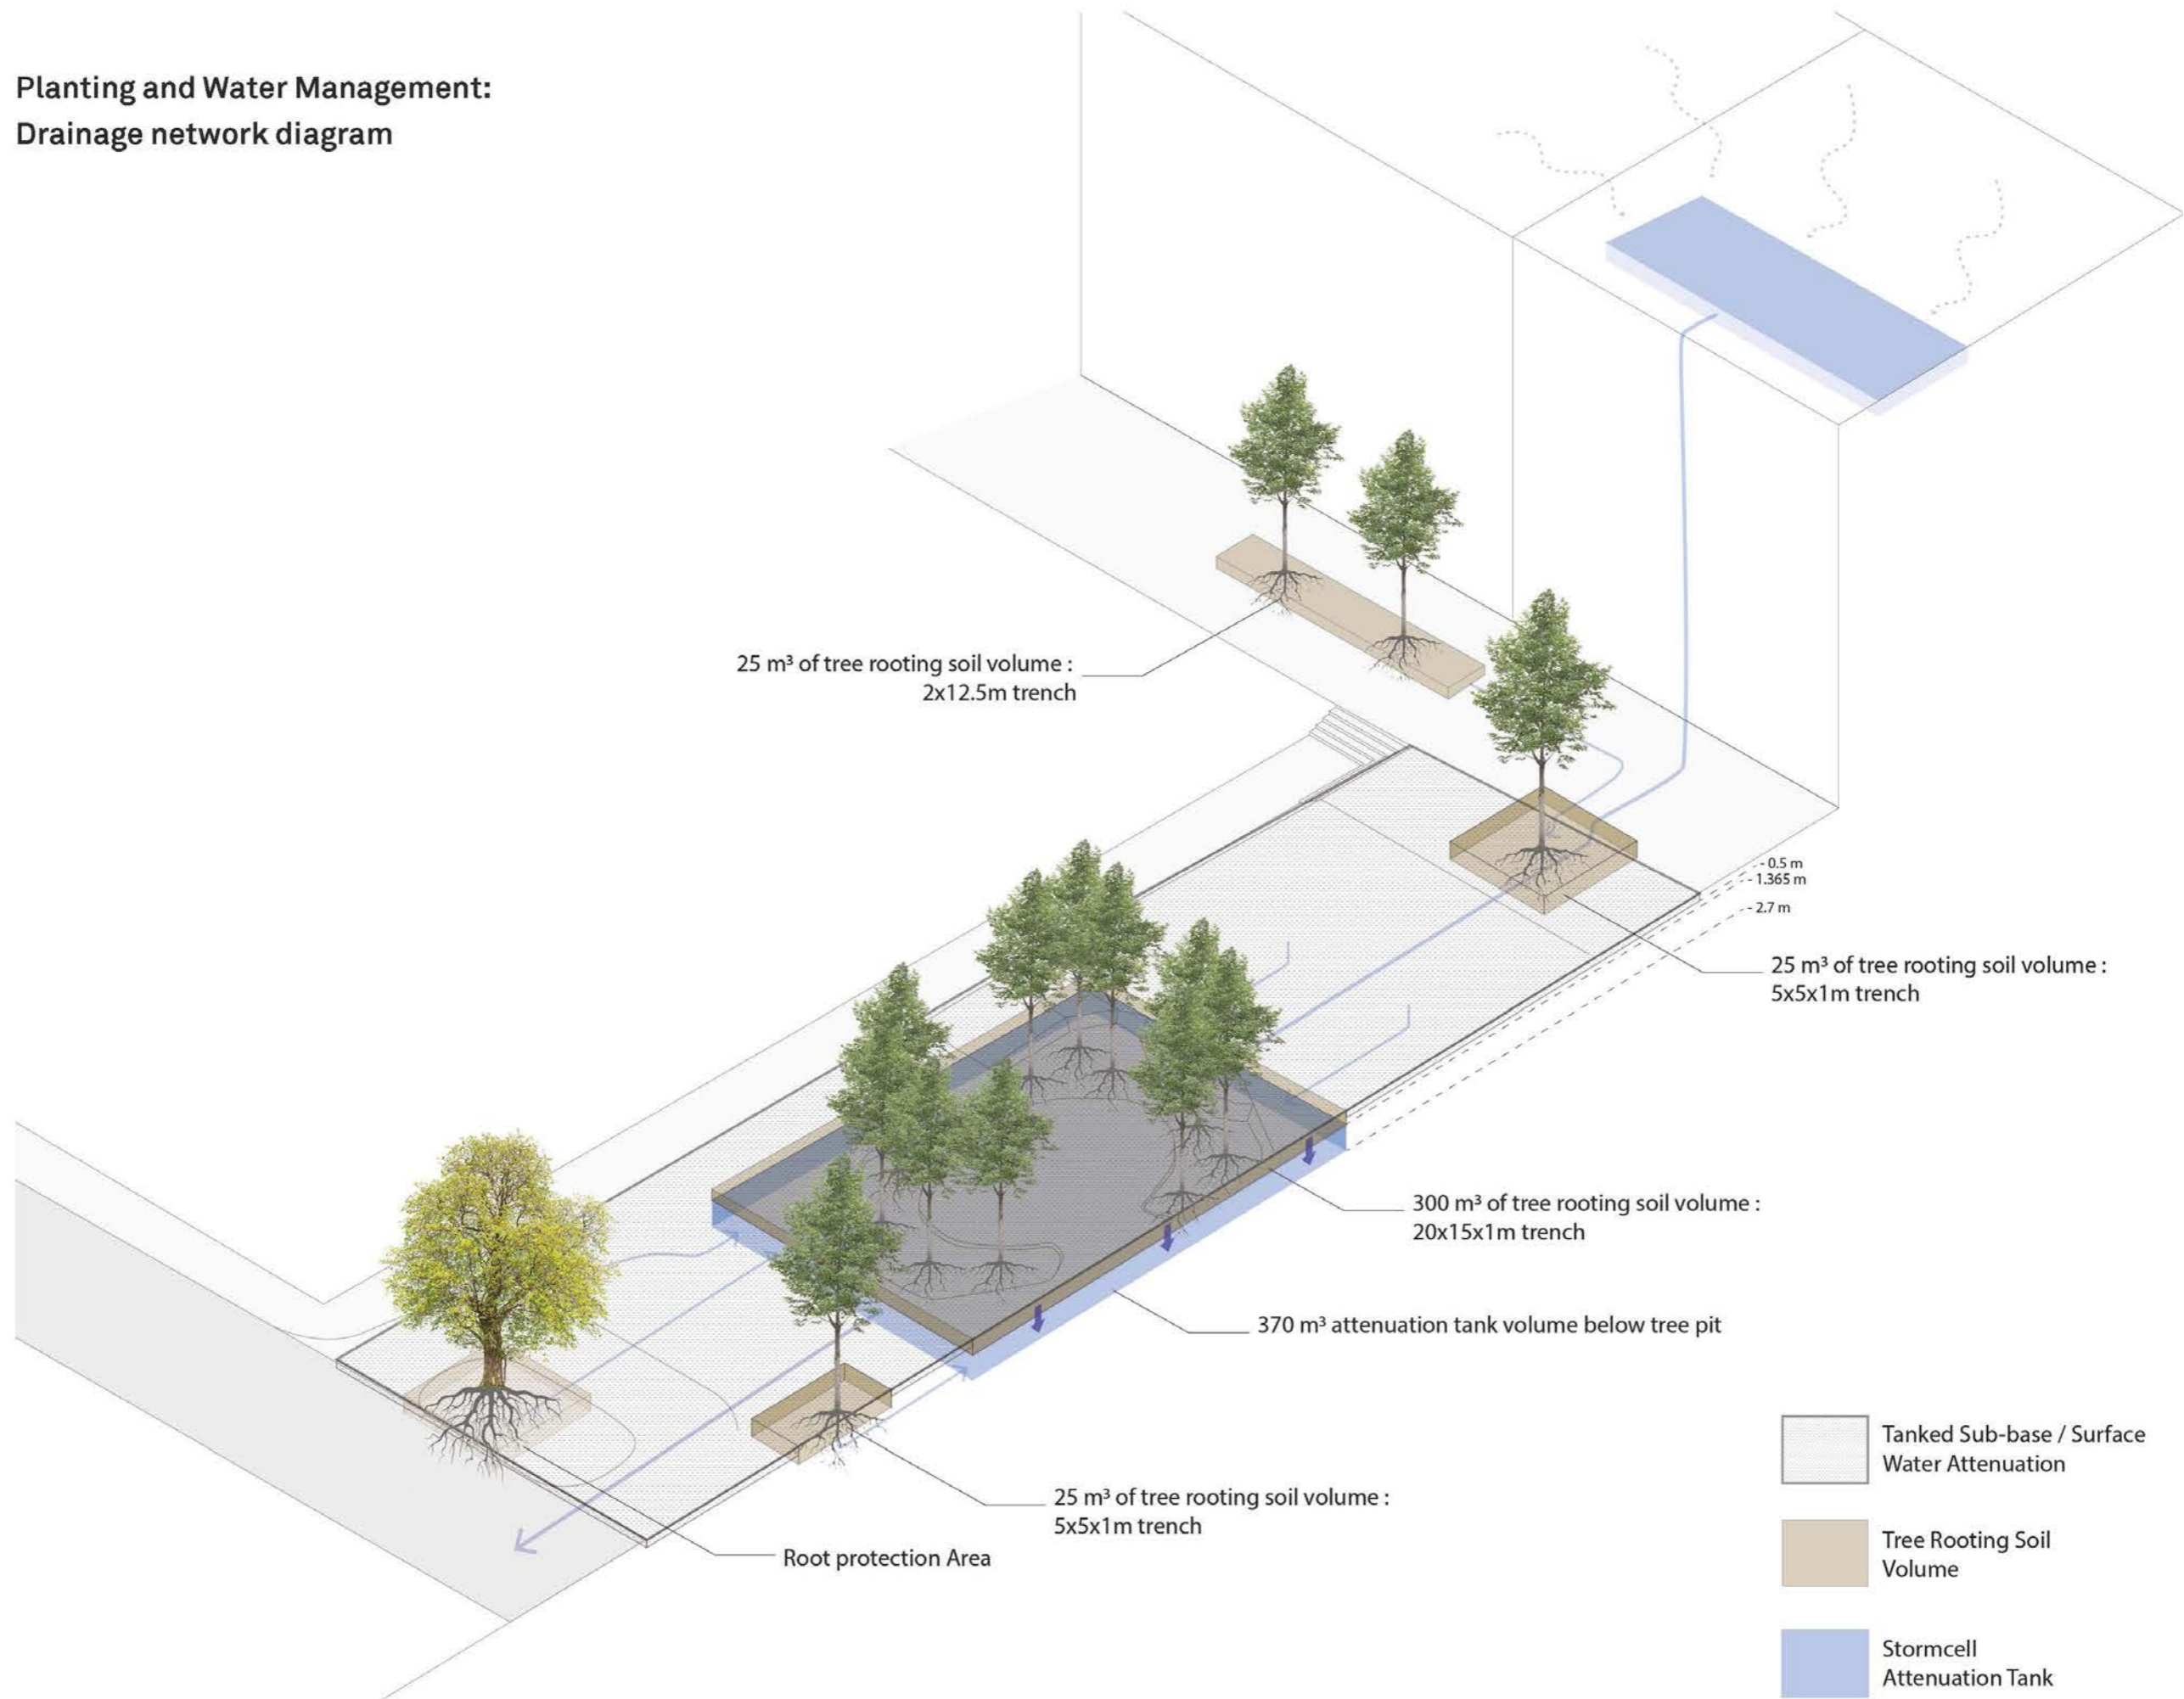 Planting and Water Management:
Drainage network diagram
25 m³ of tree rooting soil volume :
2x12.5m trench
- 0.5 m
- 1.365 m
- 2.7 m
25 m³ of tree rooting soil volume :
5x5x1m trench
300 m³ of tree rooting soil volume :
20x15x1m trench
370 m³ attenuation tank volume below tree pit
25 m³ of tree rooting soil volume :
5x5x1m trench
Root protection Area
Tanked Sub-base / Surface
Water Attenuation
Tree Rooting Soil
Volume
Stormcell
Attenuation Tank